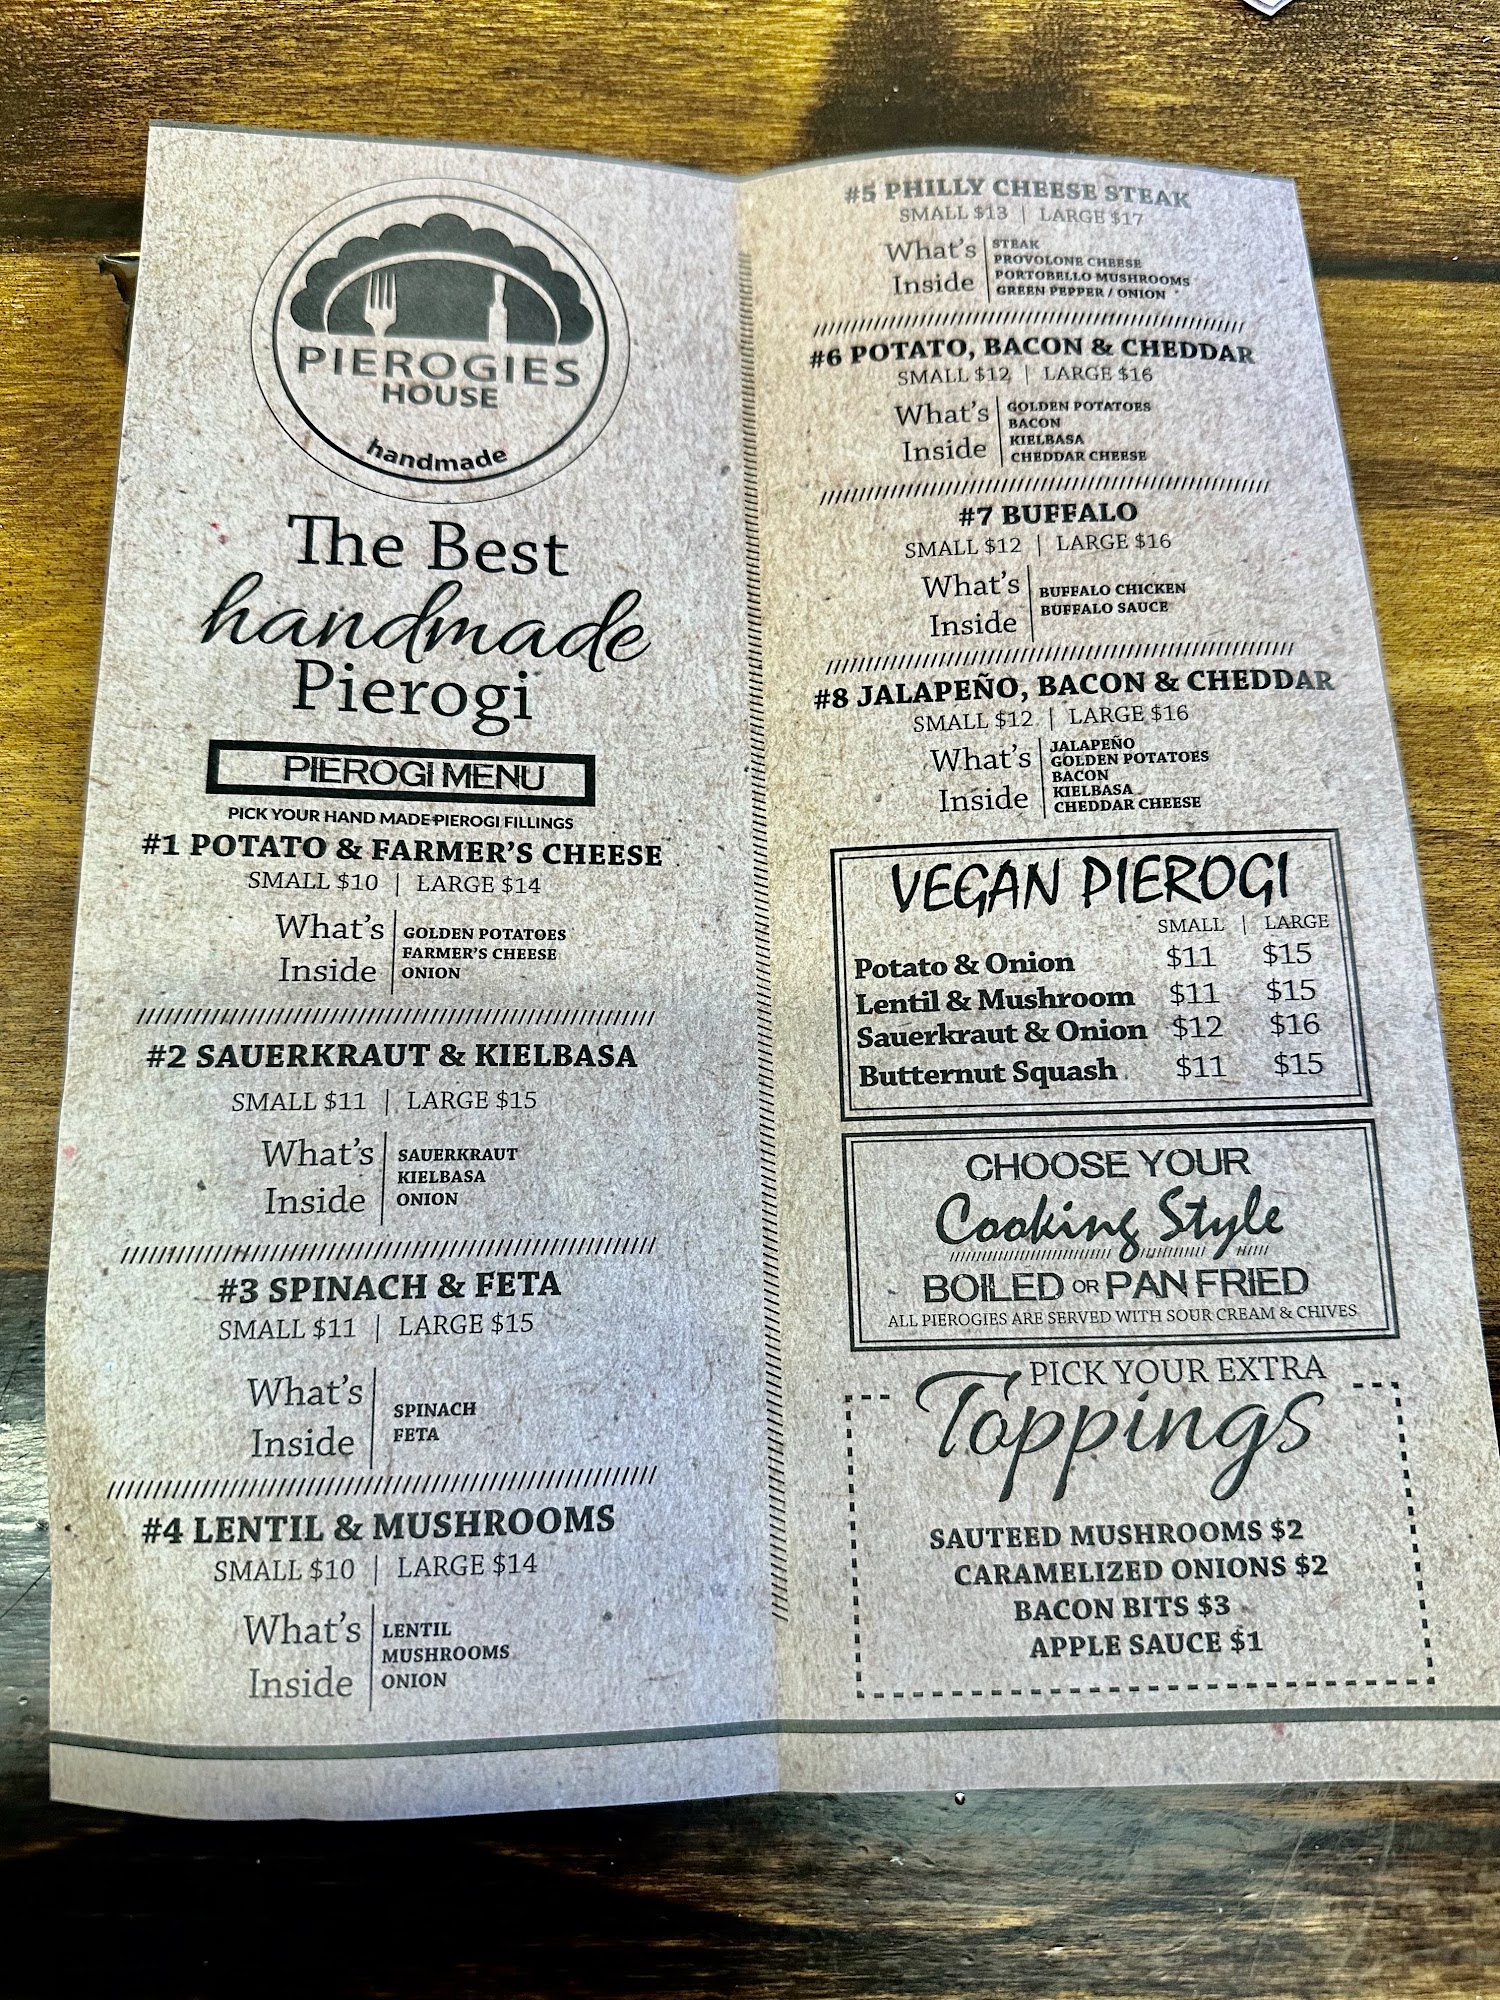 PIEROGIES
HOUSE
handmade
The Best
handmade
Pierogi
PIEROGI MENU
PICK YOUR HAND MADE PIEROGI FILLINGS
#1 POTATO & FARMER'S CHEESE
SMALL $10 | LARGE $14
What's Inside
GOLDEN POTATOES
FARMER'S CHEESE
ONION
#2 SAUERKRAUT & KIELBASA
SMALL $11 | LARGE $15
What's Inside
SAUERKRAUT
KIELBASA
ONION
#3 SPINACH & FETA
SMALL $11 | LARGE $15
What's Inside
SPINACH
FETA
#4 LENTIL & MUSHROOMS
SMALL $10 | LARGE $14
What's Inside
LENTIL
MUSHROOMS
ONION
#5 PHILLY CHEESE STEAK
SMALL $13 | LARGE $17
What's Inside
STEAK
PROVOLONE CHEESE
PORTOBELLO MUSHROOMS
GREEN PEPPER / ONION
#6 POTATO, BACON & CHEDDAR
SMALL $12 | LARGE $16
What's Inside
GOLDEN POTATOES
BACON
KIELBASA
CHEDDAR CHEESE
#7 BUFFALO
SMALL $12 | LARGE $16
What's Inside
BUFFALO CHICKEN
BUFFALO SAUCE
#8 JALAPEÑO, BACON & CHEDDAR
SMALL $12 | LARGE $16
What's Inside
JALAPEÑO
GOLDEN POTATOES
BACON
KIELBASA
CHEDDAR CHEESE
VEGAN PIEROGI
SMALL | LARGE
Potato & Onion $11 $15
Lentil & Mushroom $11 $15
Sauerkraut & Onion $12 $16
Butternut Squash $11 $15
CHOOSE YOUR
Cooking Style
BOILED OR PAN FRIED
ALL PIEROGIES ARE SERVED WITH SOUR CREAM & CHIVES
PICK YOUR EXTRA
Toppings
SAUTEED MUSHROOMS $2
CARAMELIZED ONIONS $2
BACON BITS $3
APPLE SAUCE $1